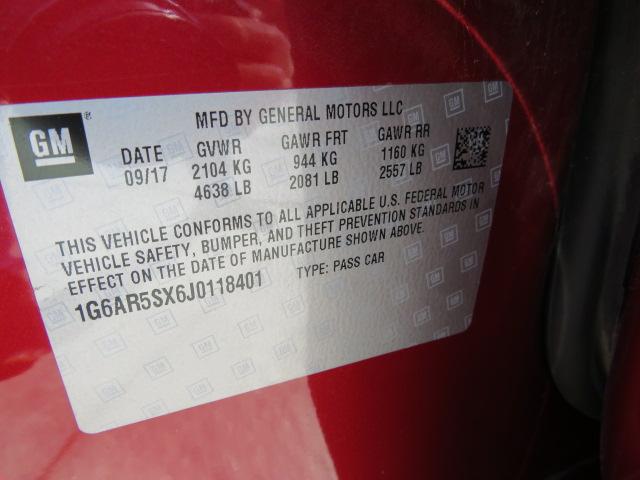 GM®
MFD BY GENERAL MOTORS LLC
DATE GVWR GAWR FRT GAWR RR
09/17 2104 KG 944 KG 1160 KG
4638 LB 2081 LB 2557 LB
THIS VEHICLE CONFORMS TO ALL APPLICABLE U.S. FEDERAL MOTOR
VEHICLE SAFETY, BUMPER, AND THEFT PREVENTION STANDARDS IN
EFFECT ON THE DATE OF MANUFACTURE SHOWN ABOVE.
1G6AR5SX6J0118401 TYPE: PASS CAR